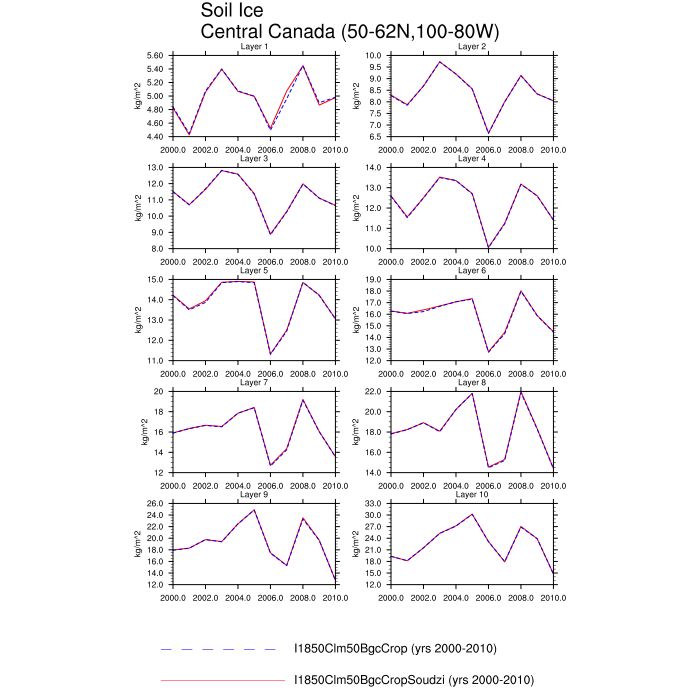 Soil Ice
Central Canada (50-62N,100-80W)
Layer 1
Layer 2
5.60
5.40
5.20
5.00
4.80
4.60
4.40
kg/m^2
2000.0 2002.0 2004.0 2006.0 2008.0 2010.0
10.0
9.5
9.0
8.5
8.0
7.5
7.0
6.5
kg/m^2
2000.0 2002.0 2004.0 2006.0 2008.0 2010.0
Layer 3
Layer 4
13.0
12.0
11.0
10.0
9.0
8.0
kg/m^2
2000.0 2002.0 2004.0 2006.0 2008.0 2010.0
14.0
13.0
12.0
11.0
10.0
kg/m^2
2000.0 2002.0 2004.0 2006.0 2008.0 2010.0
Layer 5
Layer 6
15.0
14.0
13.0
12.0
11.0
kg/m^2
2000.0 2002.0 2004.0 2006.0 2008.0 2010.0
19.0
18.0
17.0
16.0
15.0
14.0
13.0
12.0
kg/m^2
2000.0 2002.0 2004.0 2006.0 2008.0 2010.0
Layer 7
Layer 8
20
18
16
14
12
kg/m^2
2000.0 2002.0 2004.0 2006.0 2008.0 2010.0
22.0
20.0
18.0
16.0
14.0
kg/m^2
2000.0 2002.0 2004.0 2006.0 2008.0 2010.0
Layer 9
Layer 10
26.0
24.0
22.0
20.0
18.0
16.0
14.0
12.0
kg/m^2
2000.0 2002.0 2004.0 2006.0 2008.0 2010.0
33.0
30.0
27.0
24.0
21.0
18.0
15.0
12.0
kg/m^2
2000.0 2002.0 2004.0 2006.0 2008.0 2010.0
I1850Clm50BgcCrop (yrs 2000-2010)
I1850Clm50BgcCropSoudzi (yrs 2000-2010)